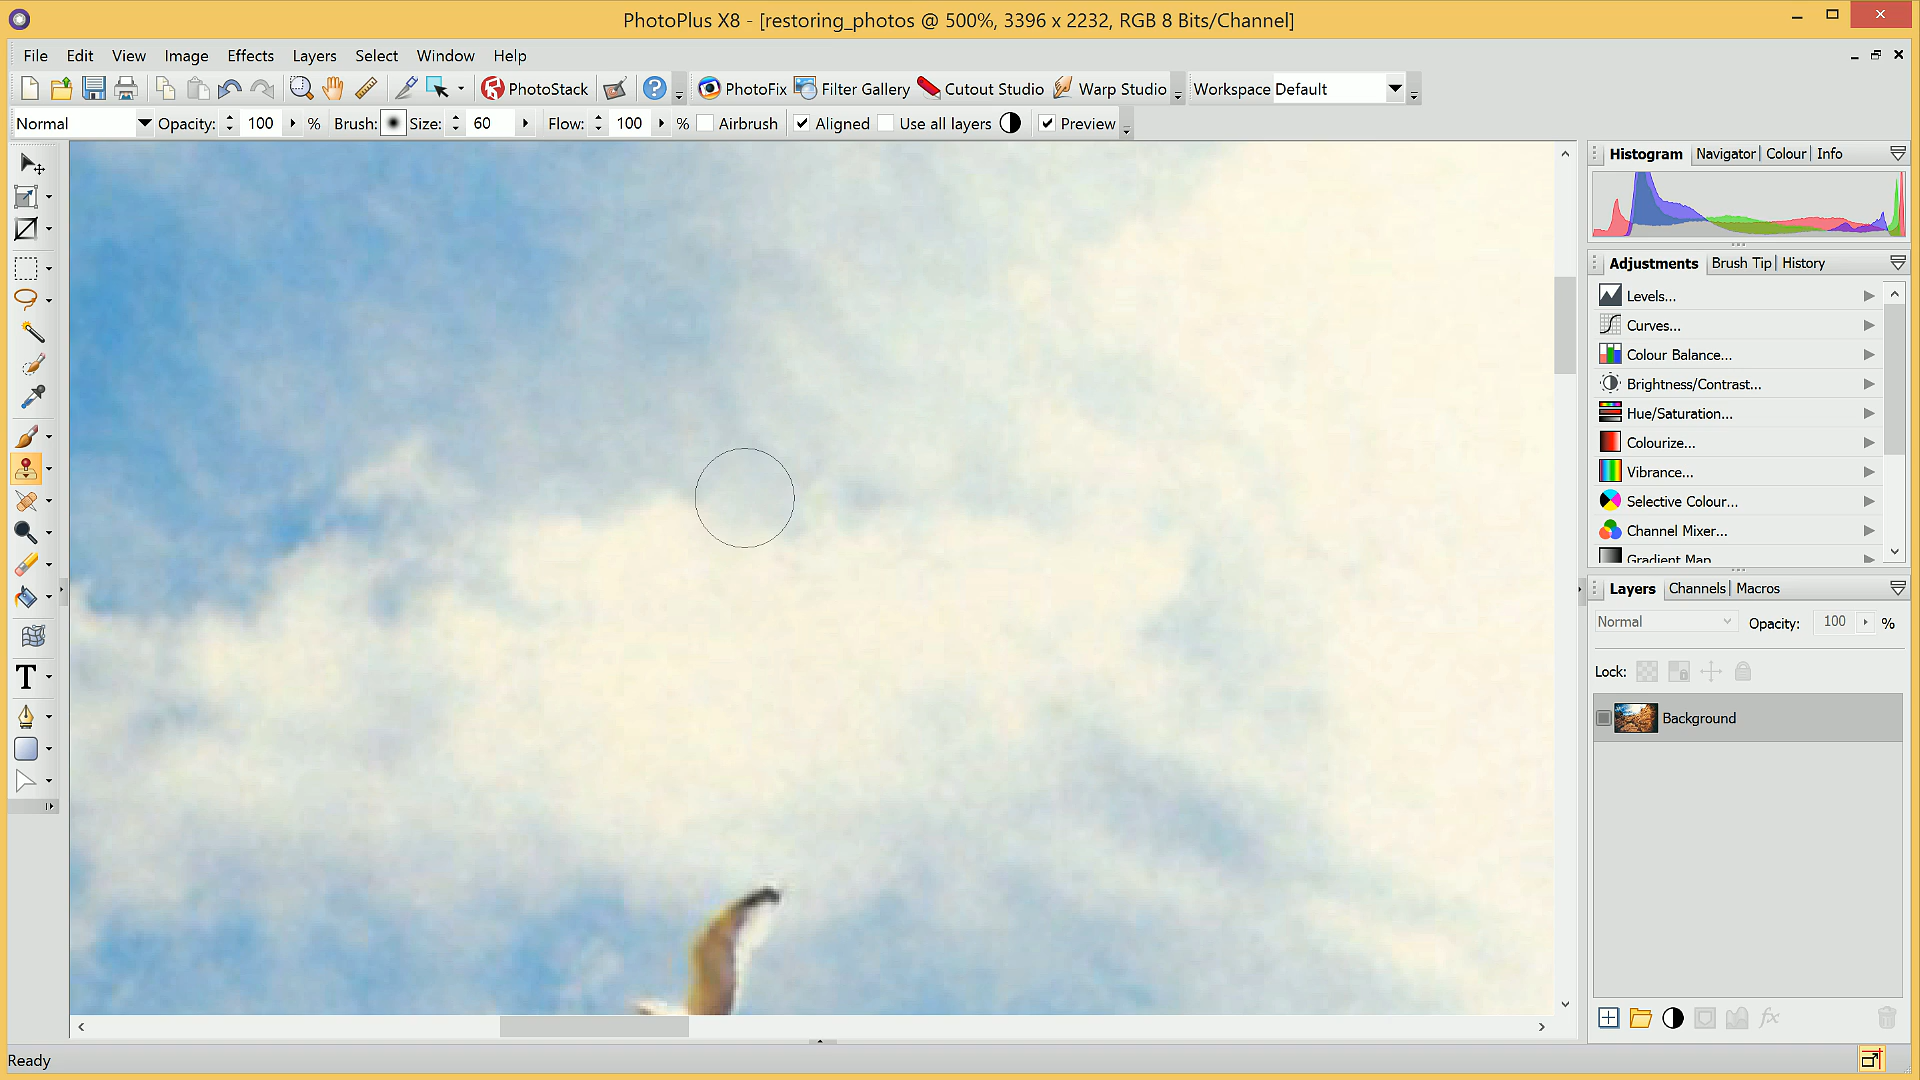 PhotoPlus X8 - [restoring_photos @ 500%, 3396 x 2232, RGB 8 Bits/Channel]
File Edit View Image Effects Layers Select Window Help
PhotoStack PhotoFix Filter Gallery Cutout Studio Warp Studio Workspace Default
Normal Opacity: 100 % Brush: Size: 60 Flow: 100 % Airbrush Aligned Use all layers Preview
Histogram Navigator Colour Info
Adjustments Brush Tip History
Levels...
Curves...
Colour Balance...
Brightness/Contrast...
Hue/Saturation...
Colourize...
Vibrance...
Selective Colour...
Channel Mixer...
Gradient Map
Layers Channels Macros
Normal Opacity: 100 %
Lock:
Background
T
fx
Ready